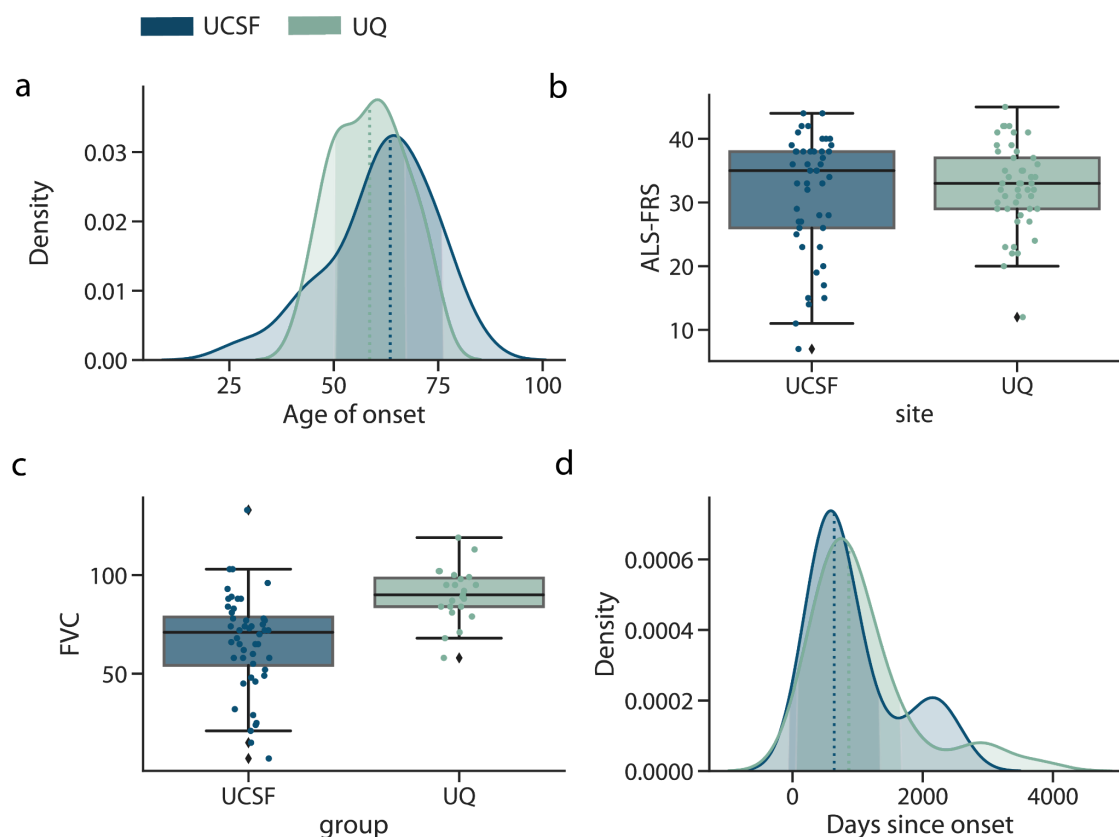 UCSF UQ
a
Density
0.03
0.02
0.01
0.00
25 50 75 100
Age of onset
b
ALS-FRS
40
30
20
10
UCSF UQ
site
c
FVC
100
50
UCSF UQ
group
d
Density
0.0006
0.0004
0.0002
0.0000
0 2000 4000
Days since onset